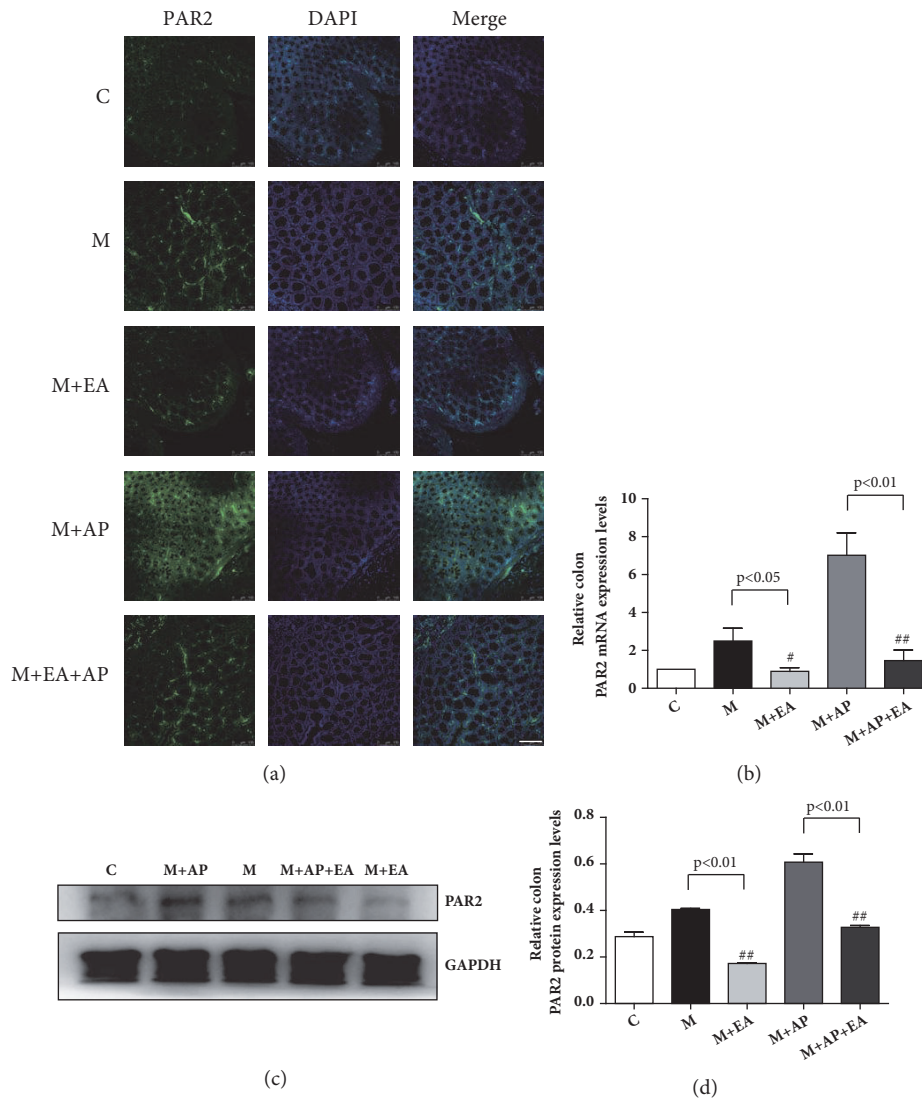 PAR2 DAPI Merge
C
M
M+EA
M+AP
M+EA+AP
(a)
Relative colon
PAR2 mRNA expression levels
10
8
6
4
2
0
p<0.05
p<0.01
#
##
C M M+EA M+AP M+AP+EA
(b)
C M+AP M M+AP+EA M+EA
PAR2
GAPDH
(c)
Relative colon
PAR2 protein expression levels
0.8
0.6
0.4
0.2
0.0
p<0.01
p<0.01
##
##
C M M+EA M+AP M+AP+EA
(d)